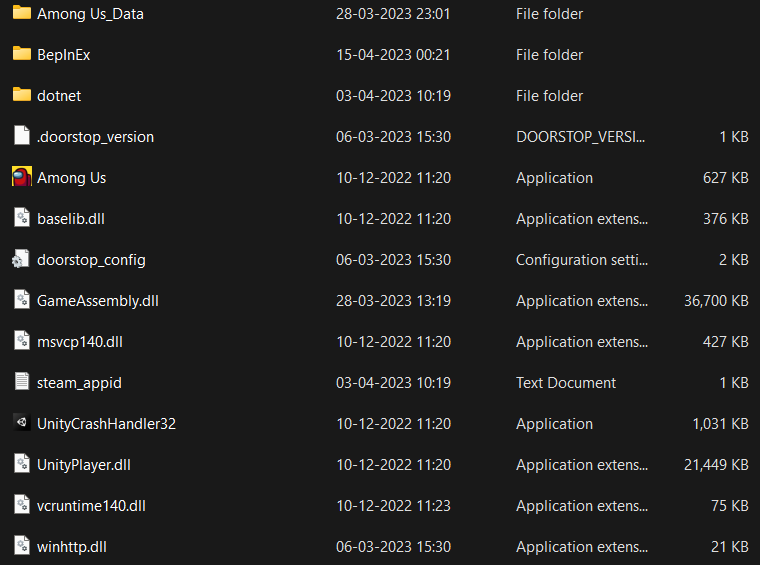 Among Us_Data 28-03-2023 23:01 File folder
BepInEx 15-04-2023 00:21 File folder
dotnet 03-04-2023 10:19 File folder
.doorstop_version 06-03-2023 15:30 DOORSTOP_VERSI... 1 KB
Among Us 10-12-2022 11:20 Application 627 KB
baselib.dll 10-12-2022 11:20 Application extens... 376 KB
doorstop_config 06-03-2023 15:30 Configuration setti... 2 KB
GameAssembly.dll 28-03-2023 13:19 Application extens... 36,700 KB
msvcp140.dll 10-12-2022 11:20 Application extens... 427 KB
steam_appid 03-04-2023 10:19 Text Document 1 KB
UnityCrashHandler32 10-12-2022 11:20 Application 1,031 KB
UnityPlayer.dll 10-12-2022 11:20 Application extens... 21,449 KB
vcruntime140.dll 10-12-2022 11:23 Application extens... 75 KB
winhttp.dll 06-03-2023 15:30 Application extens... 21 KB